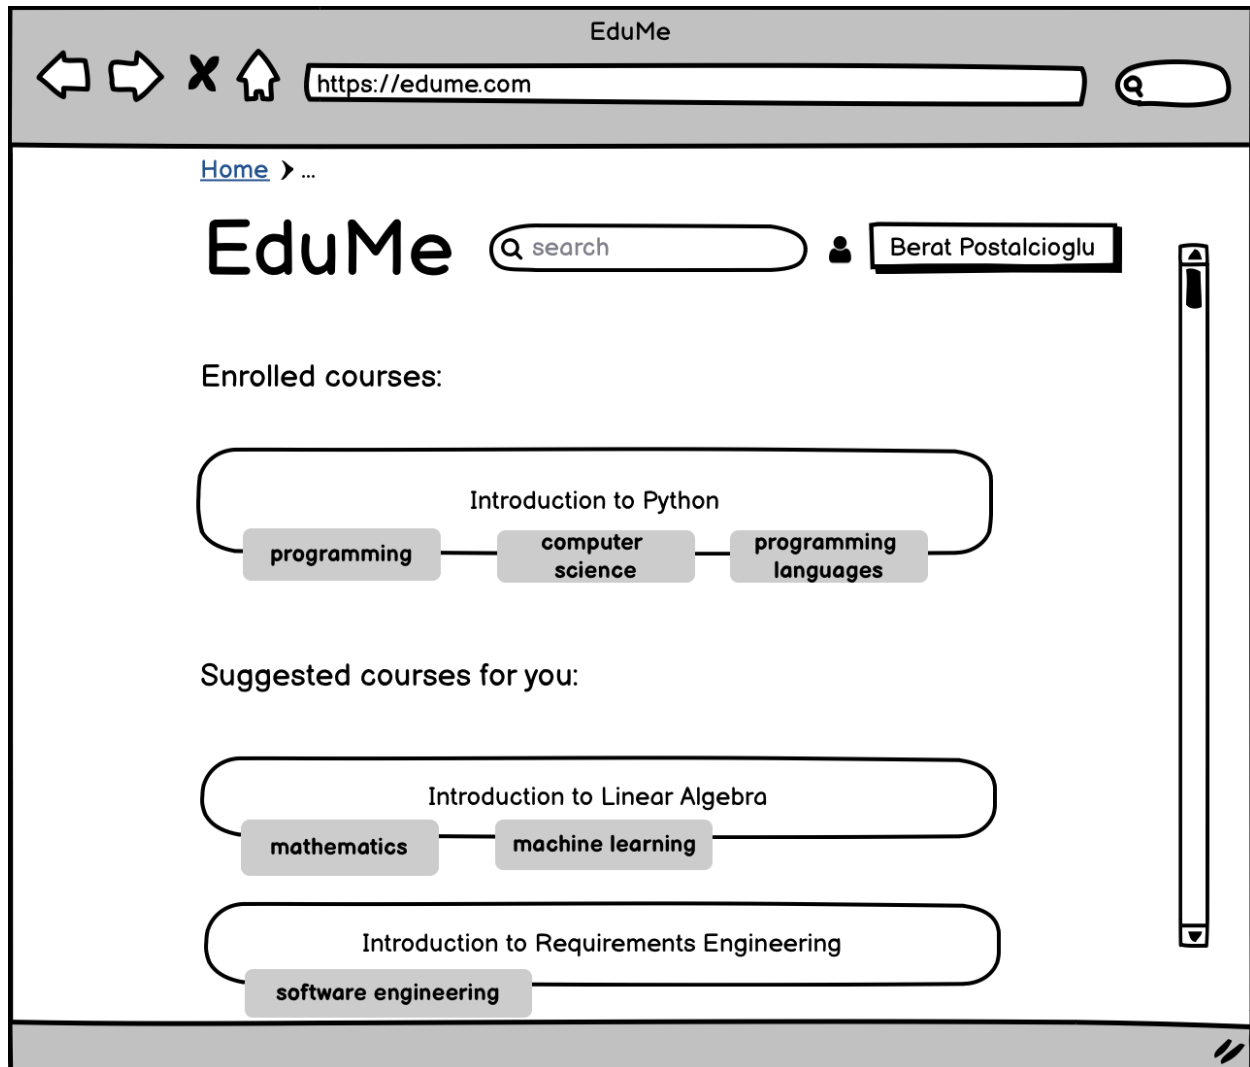 EduMe
https://edume.com
Home > ...
EduMe
search
Berat Postalcioglu
Enrolled courses:
Introduction to Python
programming
computer
science
programming
languages
Suggested courses for you:
Introduction to Linear Algebra
mathematics
machine learning
Introduction to Requirements Engineering
software engineering